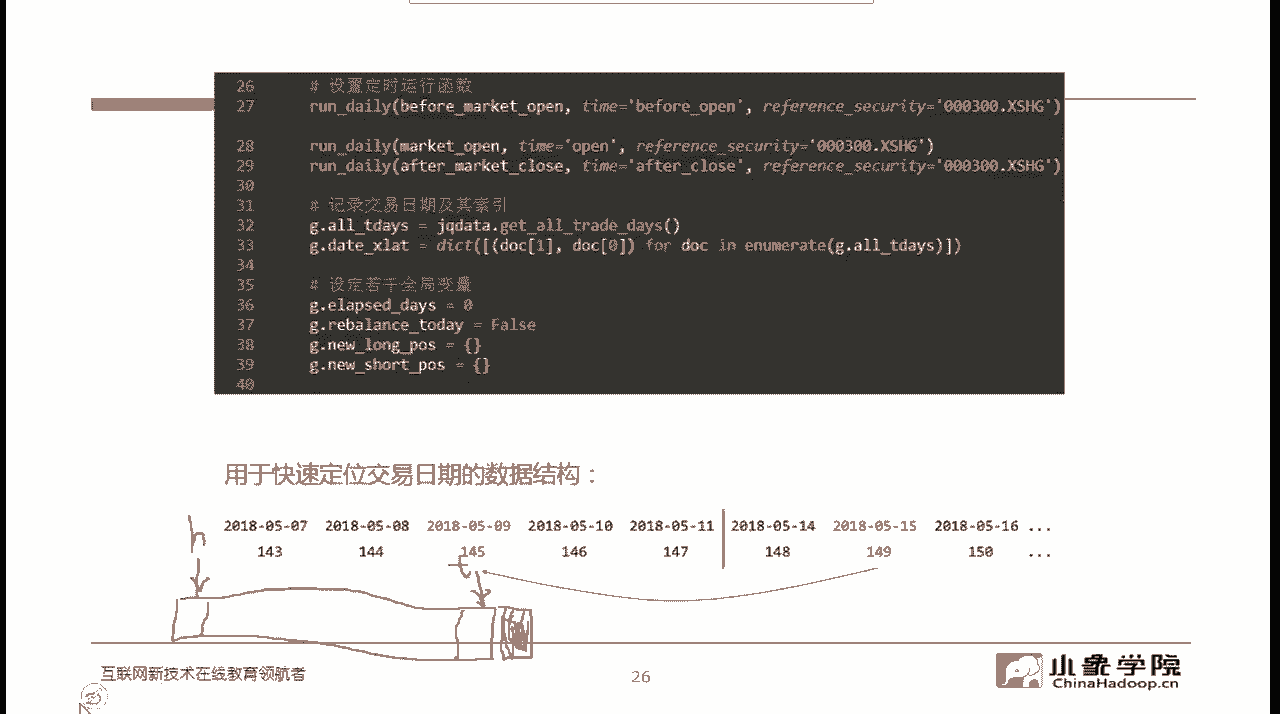 26 # 设置定时运行函数
27 run_daily(before_market_open, time='before_open', reference_security='000300.XSHG')
28 run_daily(market_open, time='open', reference_security='000300.XSHG')
29 run_daily(after_market_close, time='after_close', reference_security='000300.XSHG')
30
31 # 记录交易日期及其索引
32 g.all_tdays = jqdata.get_all_trade_days()
33 g.date_xlat = dict([(doc[1], doc[0]) for doc in enumerate(g.all_tdays)])
34
35 # 设定若干全局变量
36 g.elapsed_days = 0
37 g.rebalance_today = False
38 g.new_long_pos = {}
39 g.new_short_pos = {}
40
用于快速定位交易日期的数据结构：
2018-05-07 2018-05-08 2018-05-09 2018-05-10 2018-05-11 2018-05-14 2018-05-15 2018-05-16 ...
143 144 145 146 147 148 149 150 ...
h
t
互联网新技术在线教育领航者
26
小象学院
ChinaHadoop.cn